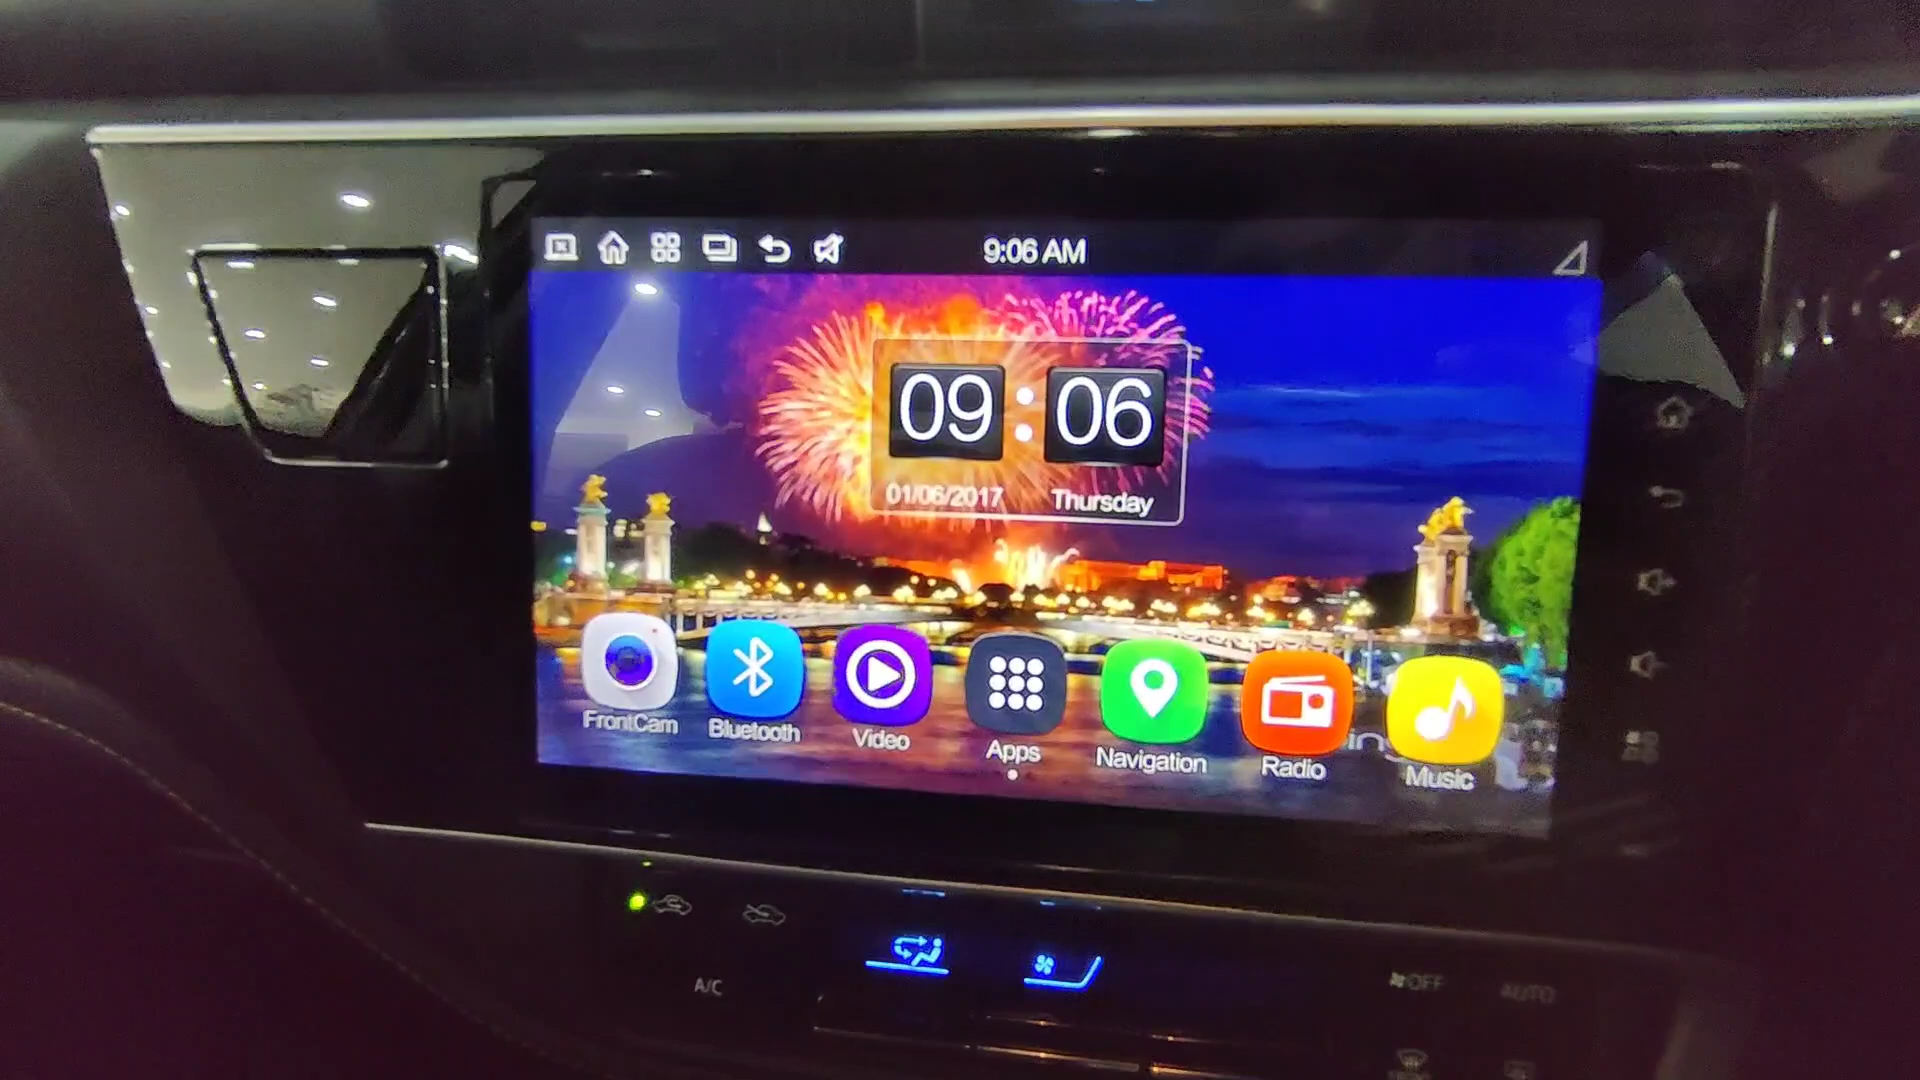 9:06 AM
09:06
01/06/2017 Thursday
FrontCam Bluetooth Video Apps Navigation Radio Music
A/C OFF AUTO